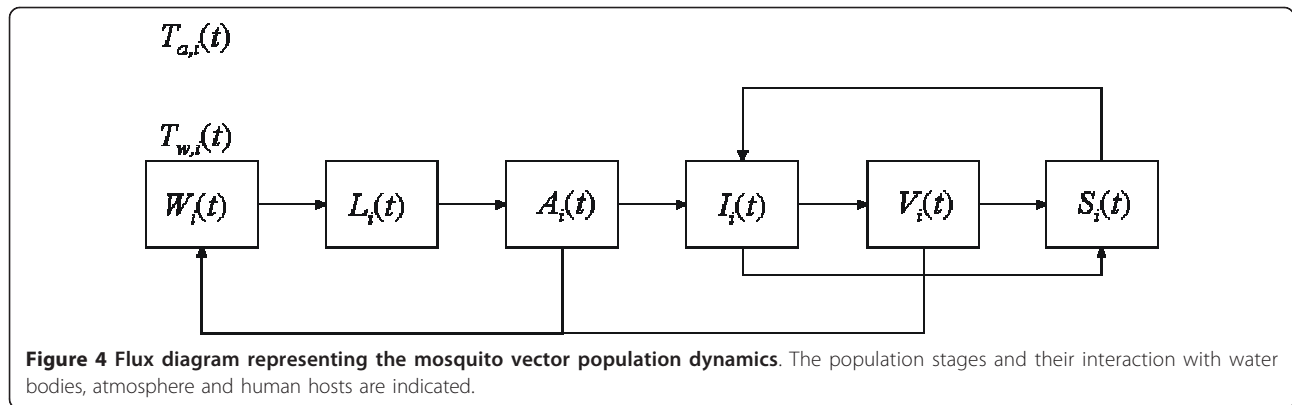 T_{a,i}(t)
T_{w,i}(t)
W_i(t) L_i(t) A_i(t) I_i(t) V_i(t) S_i(t)
Figure 4 Flux diagram representing the mosquito vector population dynamics. The population stages and their interaction with water
bodies, atmosphere and human hosts are indicated.